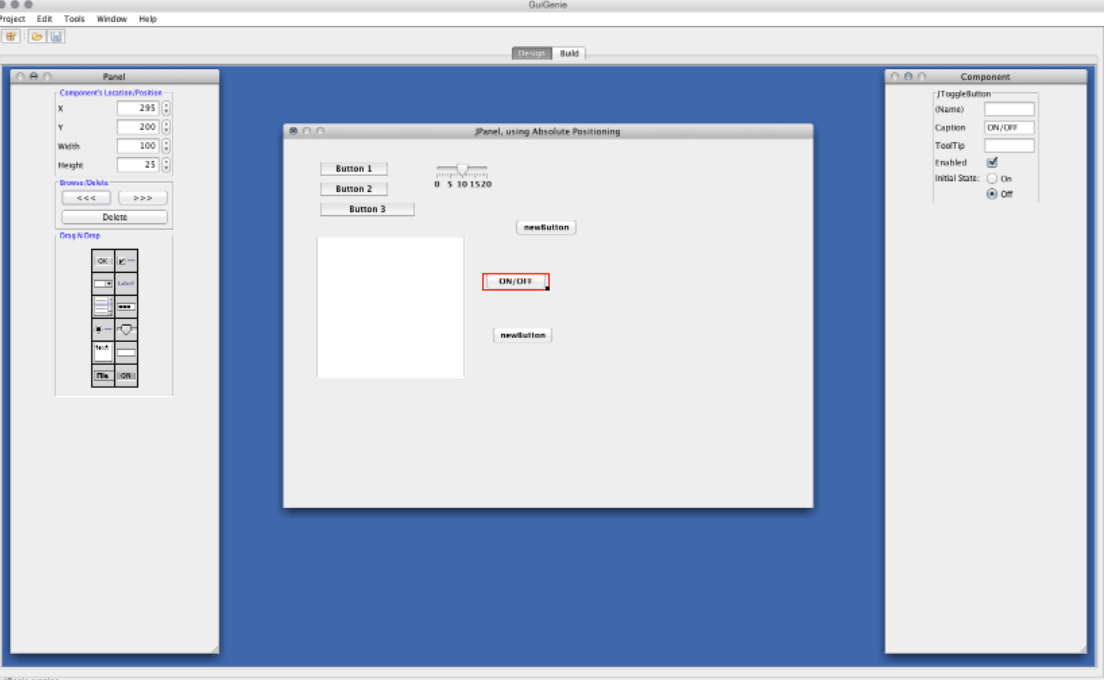 GuiGenie
Project Edit Tools Window Help
Design Build
Panel
Component's Location/Position
X 295
Y 200
Width 100
Height 25
Browse/Delete
<<< >>>
Delete
Drag N Drop
OK
Label
Text
File ON
JPanel, using Absolute Positioning
Button 1
Button 2
Button 3
0 5 10 15 20
newButton
ON/OFF
newButton
Component
JToggleButton
(Name)
Caption ON/OFF
ToolTip
Enabled
Initial State: On
Off